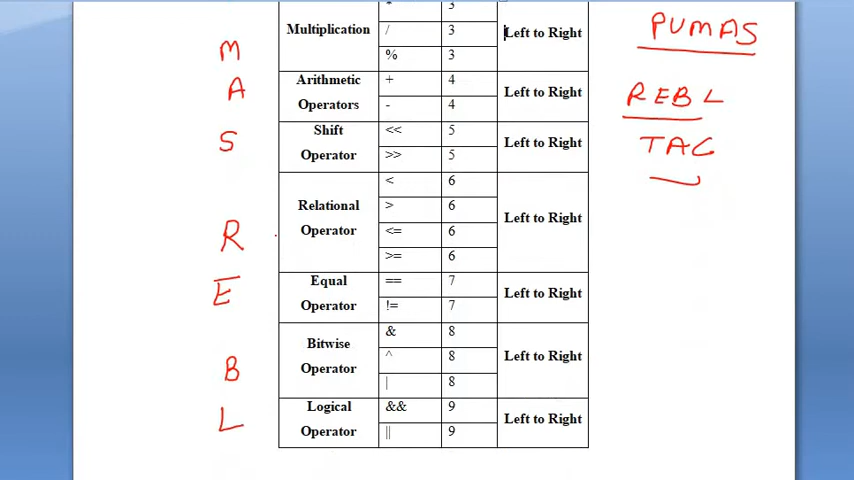 * 3
Multiplication / 3 Left to Right PUMAS
M % 3
A Arithmetic Operators + 4 Left to Right REBL
- 4
S Shift Operator << 5 Left to Right TAC
>> 5
R Relational Operator < 6 Left to Right
> 6
<= 6
>= 6
E Equal Operator == 7 Left to Right
!= 7
B Bitwise Operator & 8 Left to Right
^ 8
| 8
L Logical Operator && 9 Left to Right
|| 9